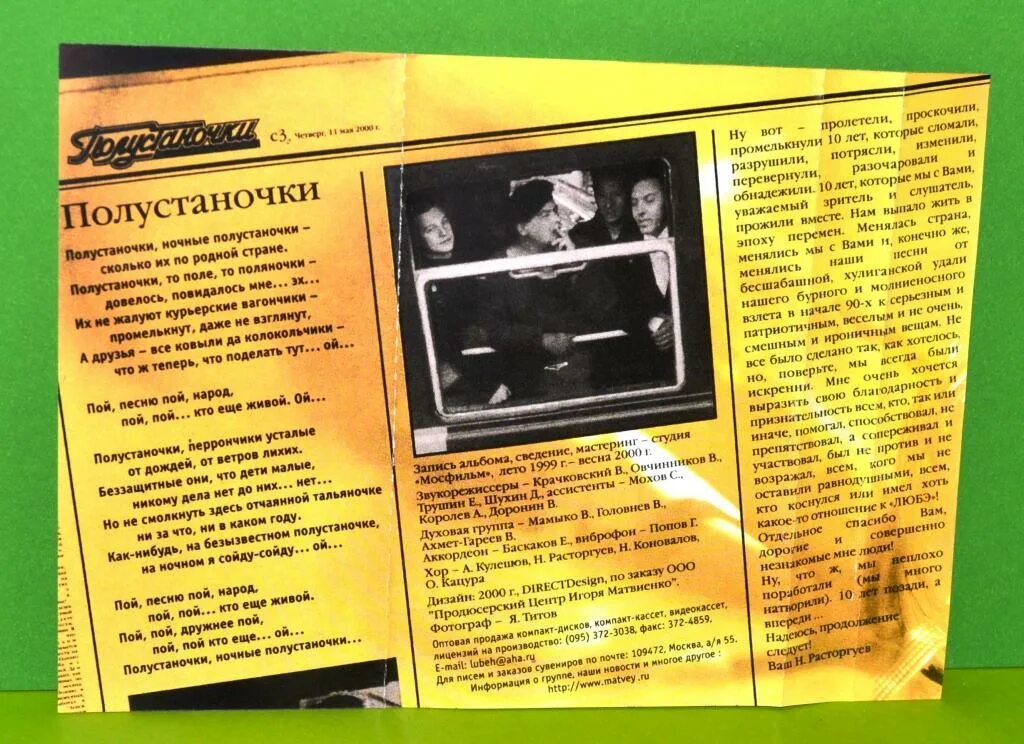 Полустаночки с3, Четверг, 11 мая 2000 г.
Полустаночки
Полустаночки, ночные полустаночки –
сколько их по родной стране.
Полустаночки, то поле, то поляночки –
довелось, повидалось мне... эх...
Их не жалуют курьерские вагончики –
промелькнут, даже не взглянут,
А друзья – все ковыли да колокольчики –
что ж теперь, что поделать тут... ой...
Пой, песню пой, народ,
пой, пой... кто еще живой. Ой...
Полустаночки, перрончики усталые
от дождей, от ветров лихих.
Беззащитные они, что дети малые,
никому дела нет до них... нет...
Но не смолкнуть здесь отчаянной тальяночке
ни за что, ни в каком году.
Как-нибудь, на безызвестном полустаночке,
на ночном я сойду-сойду... ой...
Пой, песню пой, народ,
пой, пой... кто еще живой.
Пой, пой, дружнее пой,
пой, пой кто еще... ой...
Полустаночки, ночные полустаночки...
Запись альбома, сведение, мастеринг – студия
«Мосфильм», лето 1999 г.– весна 2000 г.
Звукорежиссеры – Крачковский В., Овчинников В.,
Трушин Е., Шухин Д., ассистенты – Мохов С.,
Королев А., Доронин В.
Духовая группа – Мамыко В., Головнев В.,
Ахмет-Гареев В.
Аккордеон – Баскаков Е., виброфон – Попов Г.
Хор – А. Кулешов, Н. Расторгуев, Н. Коновалов,
О. Кацура
Дизайн: 2000 г., DIRECTDesign, по заказу ООО
"Продюсерский Центр Игоря Матвиенко".
Фотограф – Я. Титов
Оптовая продажа компакт-дисков, компакт-кассет, видеокассет,
лицензий на производство: (095) 372-3038, факс: 372-4859,
E-mail: lubeh@aha.ru
Для писем и заказов сувениров по почте: 109472, Москва, а/я 55.
Информация о группе, наши новости и многое другое :
http://www.matvey .ru
Ну вот – пролетели, проскочили,
промелькнули 10 лет, которые сломали,
разрушили, потрясли, изменили,
перевернули, разочаровали и
обнадежили. 10 лет, которые мы с Вами,
уважаемый зритель и слушатель,
прожили вместе. Нам выпало жить в
эпоху перемен. Менялась страна,
менялись мы с Вами и, конечно же,
менялись наши песни от
бесшабашной, хулиганской удали
нашего бурного и молниеносного
взлета в начале 90-х к серьезным и
патриотичным, веселым и не очень,
смешным и ироничным вещам. Не
все было сделано так, как хотелось,
но, поверьте, мы всегда были
искренни. Мне очень хочется
выразить свою благодарность и
признательность всем, кто, так или
иначе, помогал, способствовал, не
препятствовал, а сопереживал и
участвовал, был не против и не
возражал, всем, кого мы не
оставили равнодушными, всем,
кто коснулся или имел хоть
какое-то отношение к «ЛЮБЭ»!
Отдельное спасибо Вам,
дорогие и совершенно
незнакомые мне люди!
Ну, что ж, мы неплохо
поработали (мы много
натворили). 10 лет позади, а
впереди...
Надеюсь, продолжение
следует!
Ваш Н. Расторгуев